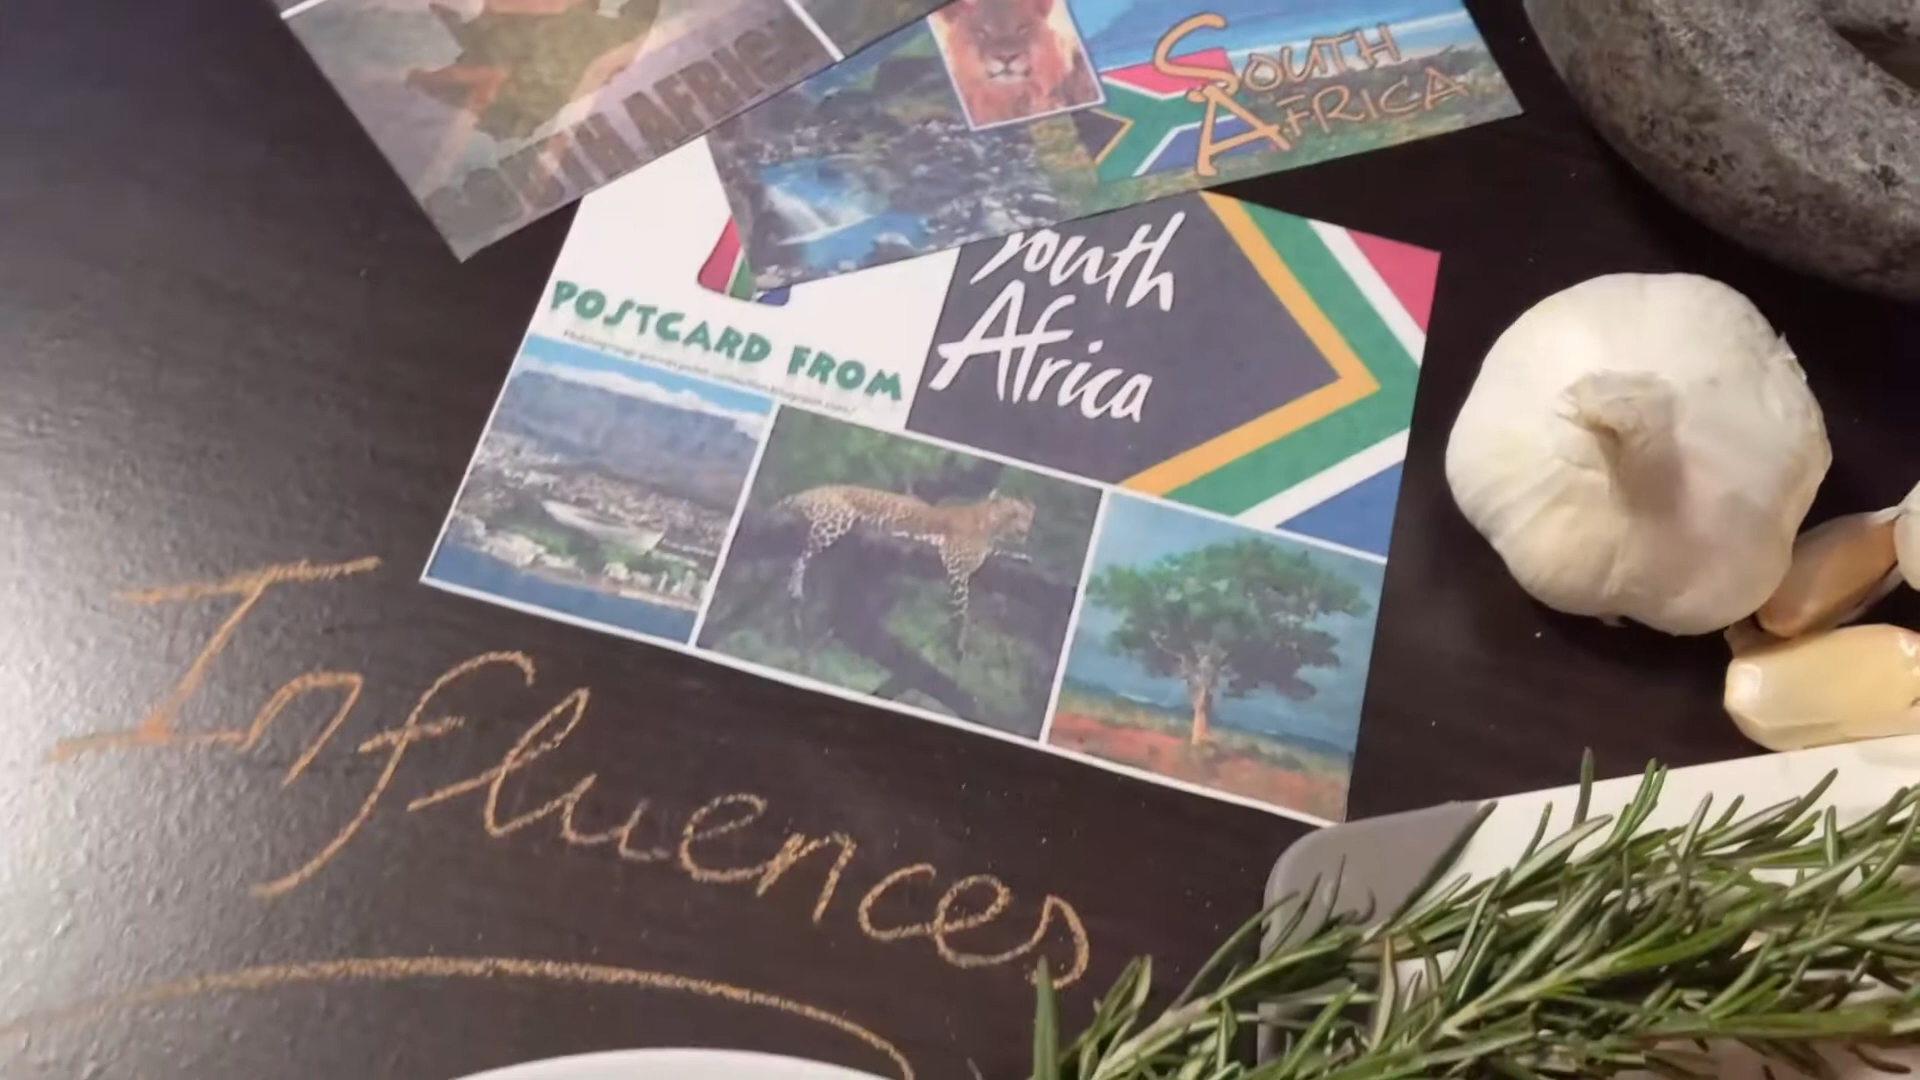 SOUTH AFRICA
South
Africa
South
Africa
POSTCARD FROM
Influences